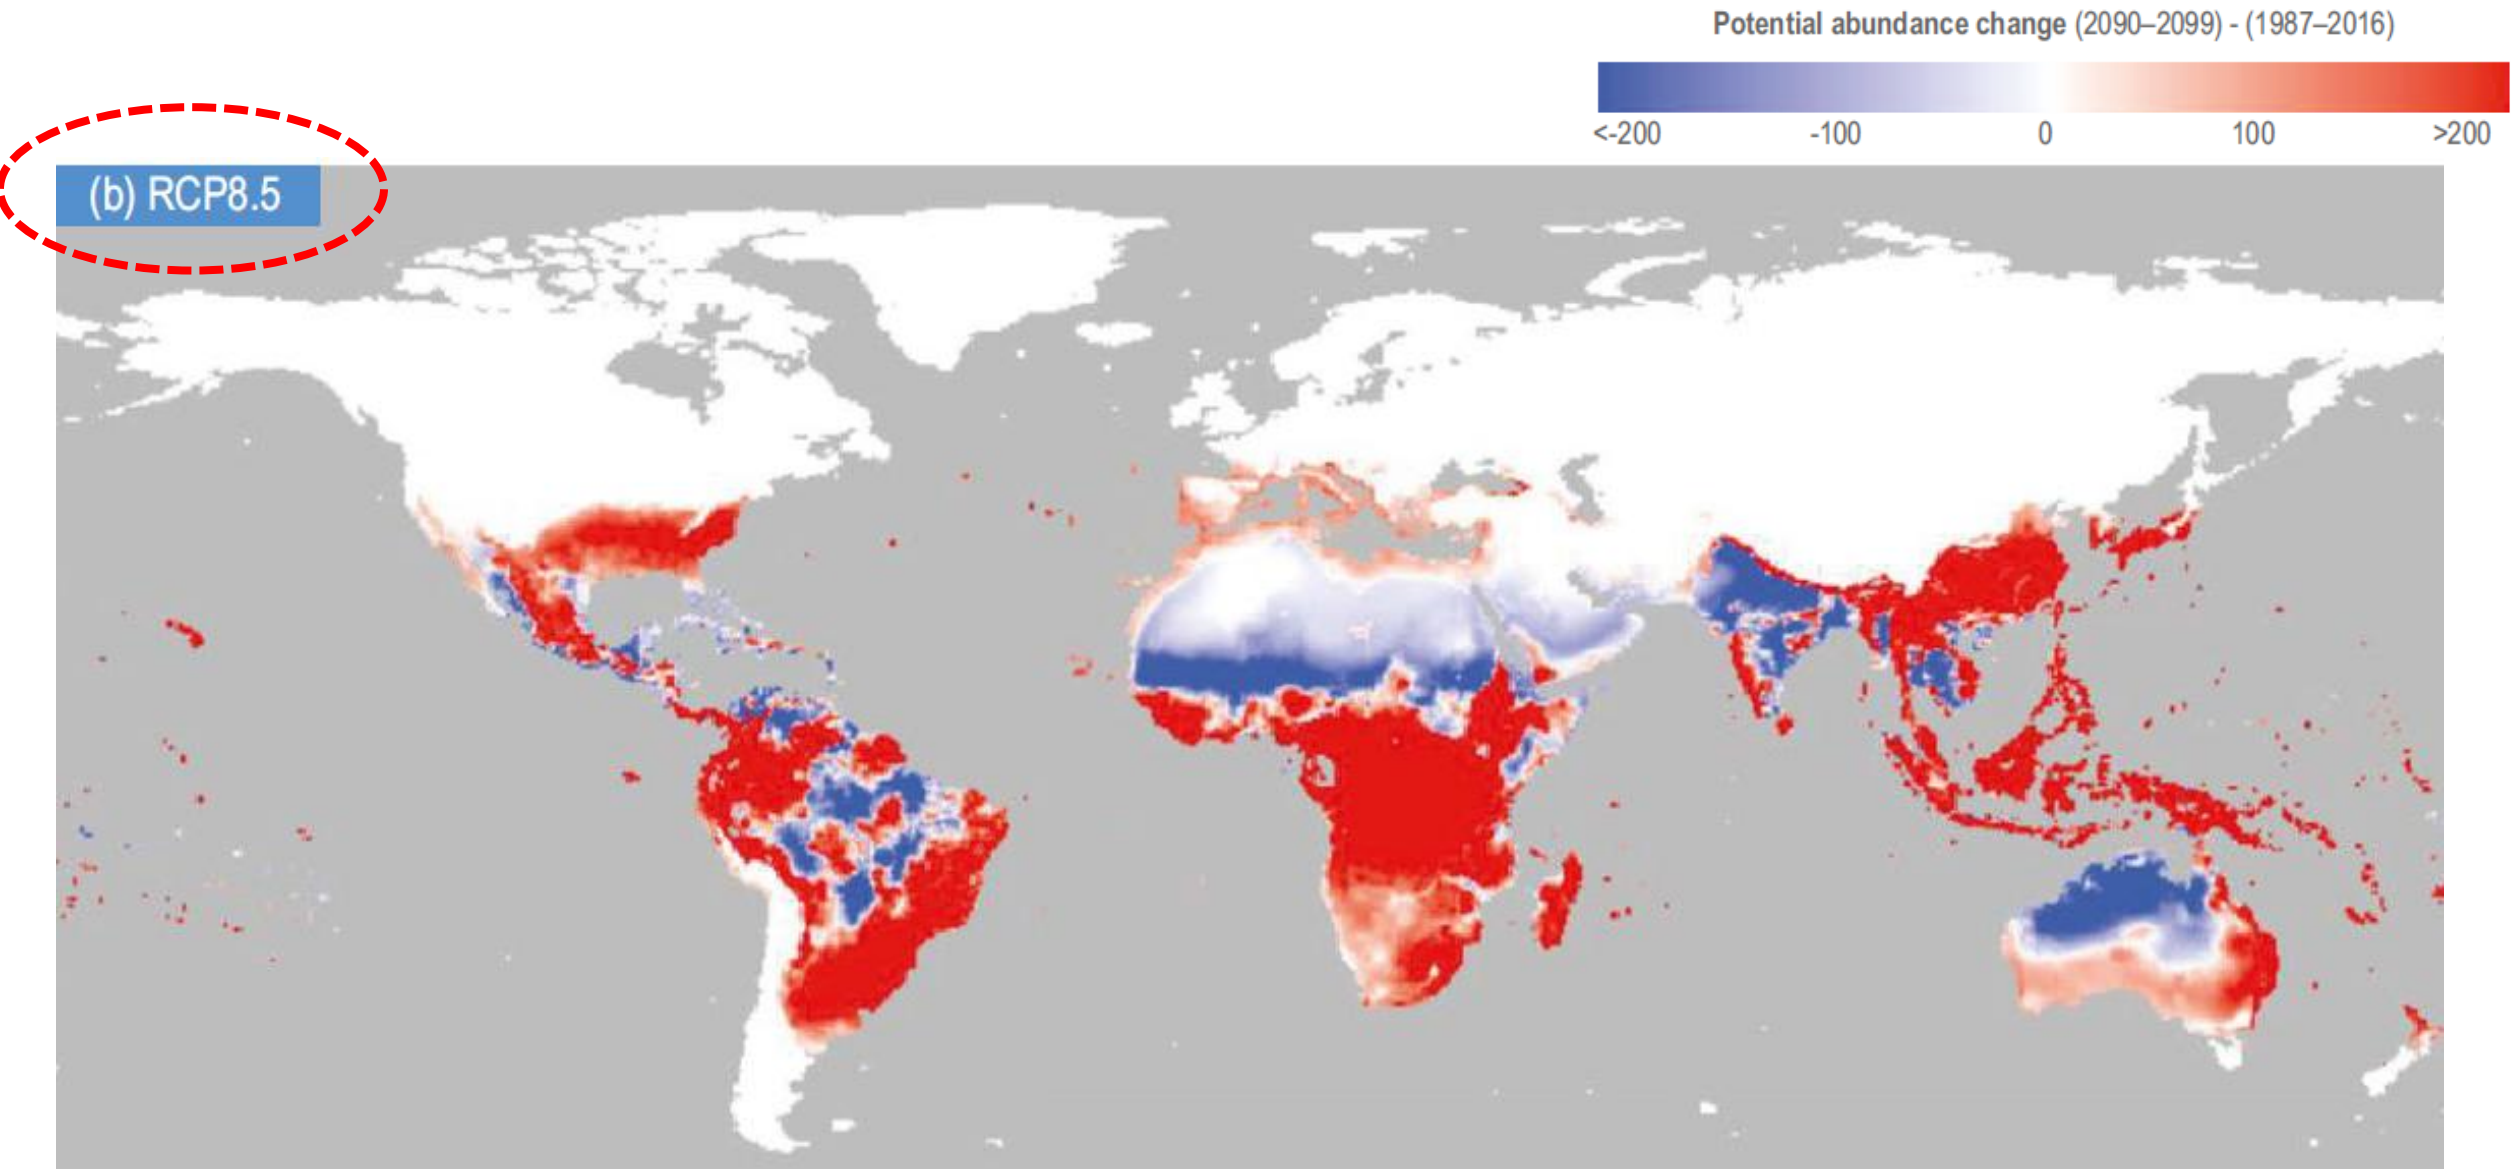 Potential abundance change (2090–2099) - (1987–2016)
<-200 -100 0 100 >200
(b) RCP8.5